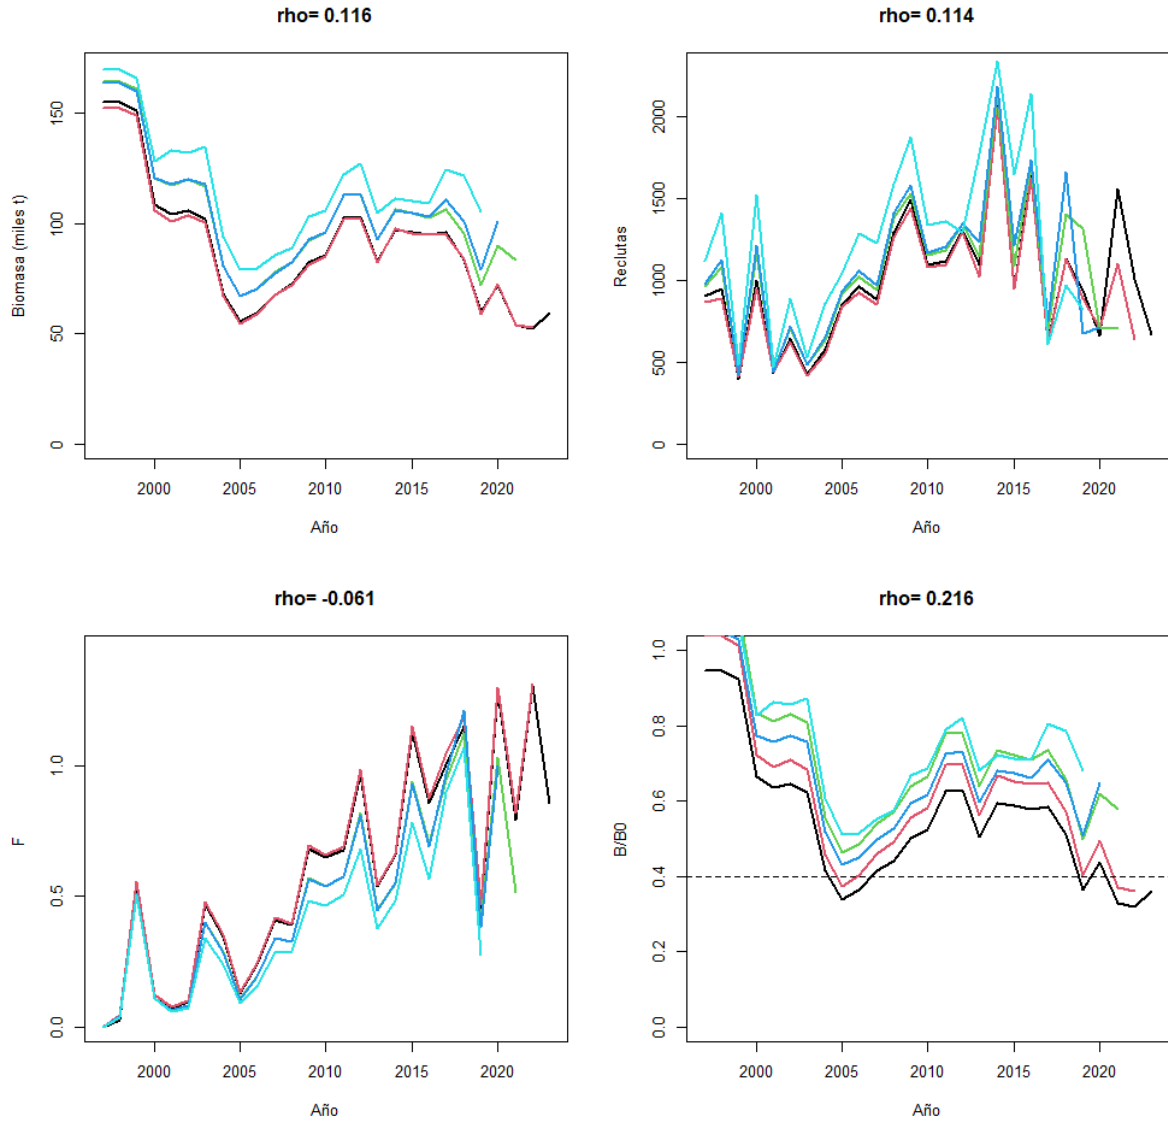 rho= 0.116
Biomasa (miles t)
0
50
100
150
2000 2005 2010 2015 2020
Año
rho= 0.114
Reclutas
0
500
1000
1500
2000
2000 2005 2010 2015 2020
Año
rho= -0.061
F
0.0
0.5
1.0
2000 2005 2010 2015 2020
Año
rho= 0.216
B/B0
0.0
0.2
0.4
0.6
0.8
1.0
2000 2005 2010 2015 2020
Año